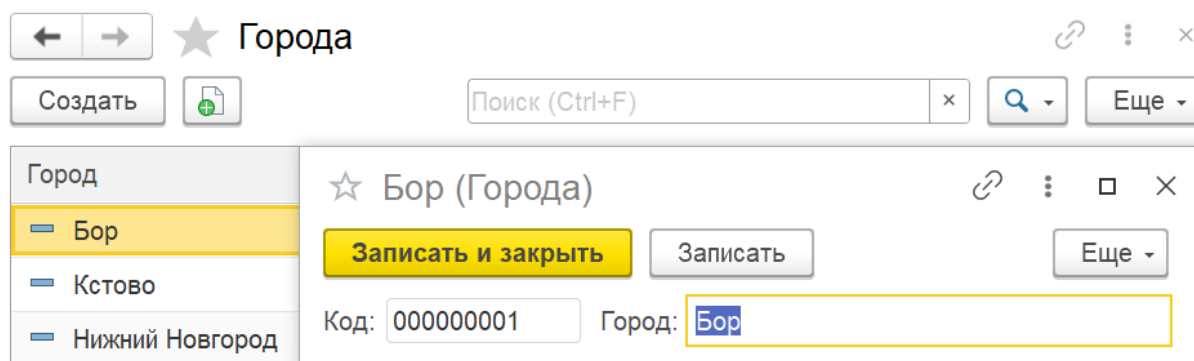 Города
Создать Поиск (Ctrl+F) Еще
Город
Бор
Кстово
Нижний Новгород
Бор (Города)
Записать и закрыть Записать Еще
Код: 000000001 Город: Бор